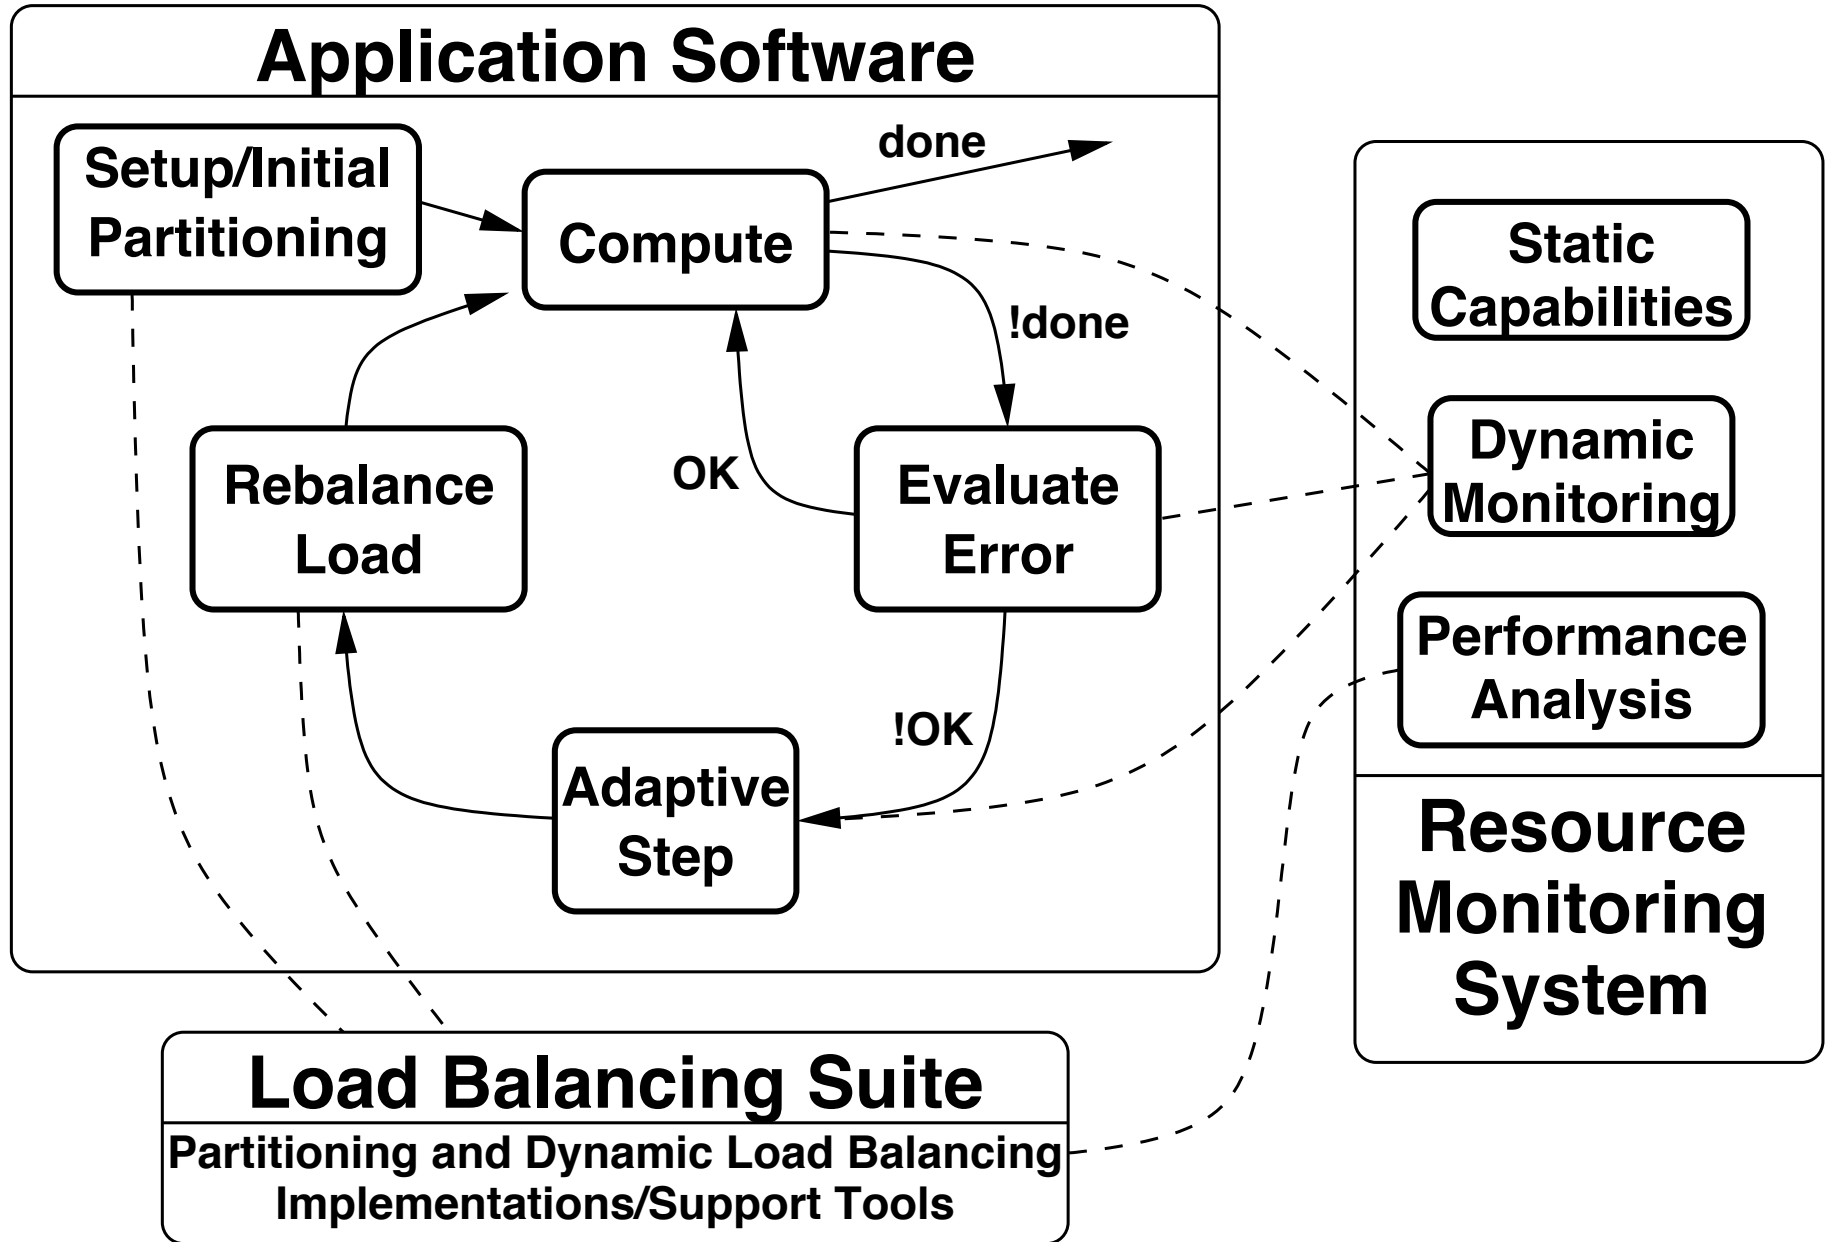 Application Software
Setup/Initial
Partitioning
Compute
done
!done
OK
Rebalance
Load
Evaluate
Error
!OK
Adaptive
Step
Static
Capabilities
Dynamic
Monitoring
Performance
Analysis
Resource
Monitoring
System
Load Balancing Suite
Partitioning and Dynamic Load Balancing
Implementations/Support Tools